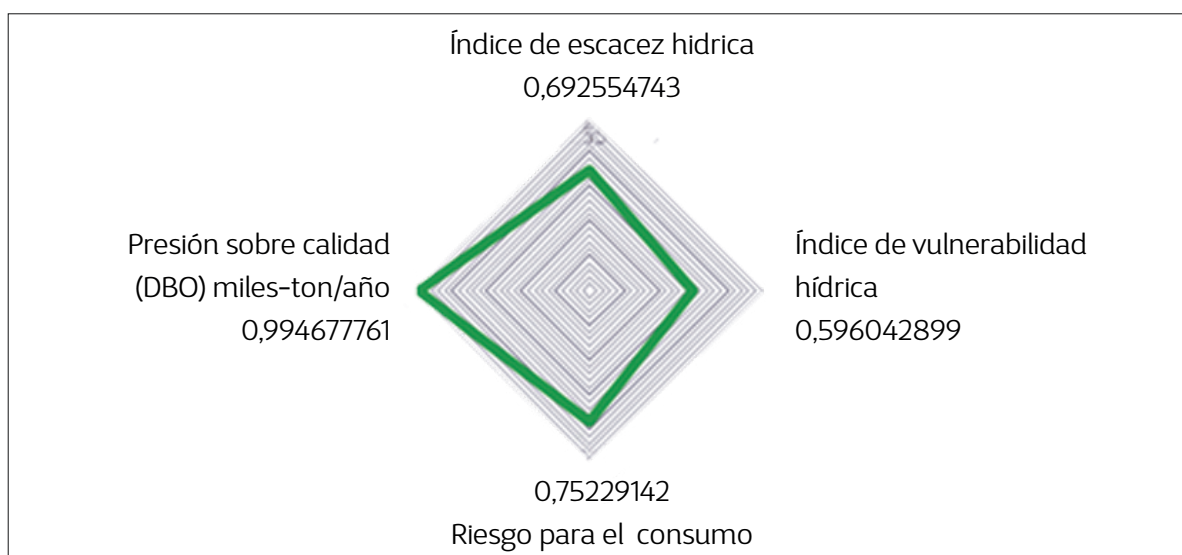 Índice de escacez hidrica
0,692554743
Presión sobre calidad
(DBO) miles-ton/año
0,994677761
Índice de vulnerabilidad
hídrica
0,596042899
0,75229142
Riesgo para el consumo